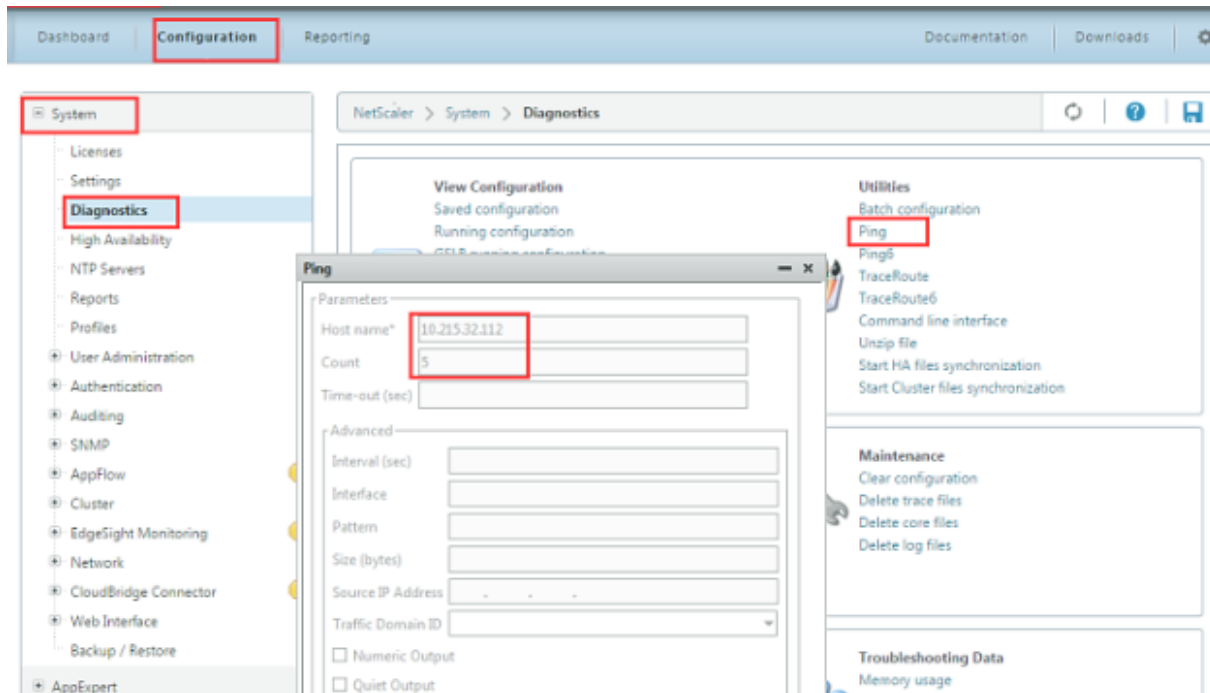 Dashboard
Configuration
Reporting
Documentation
Downloads
System
Licenses
Settings
Diagnostics
High Availability
NTP Servers
Reports
Profiles
User Administration
Authentication
Auditing
SNMP
AppFlow
Cluster
EdgeSight Monitoring
Network
CloudBridge Connector
Web Interface
Backup / Restore
AppExpert
NetScaler > System > Diagnostics
View Configuration
Saved configuration
Running configuration
GSLB running configuration
Utilities
Batch configuration
Ping
Ping6
TraceRoute
TraceRoute6
Command line interface
Unzip file
Start HA files synchronization
Start Cluster files synchronization
Maintenance
Clear configuration
Delete trace files
Delete core files
Delete log files
Troubleshooting Data
Memory usage
Ping
Parameters
Host name* 10.215.32.112
Count 5
Time-out (sec)
Advanced
Interval (sec)
Interface
Pattern
Size (bytes)
Source IP Address . . .
Traffic Domain ID
Numeric Output
Quiet Output